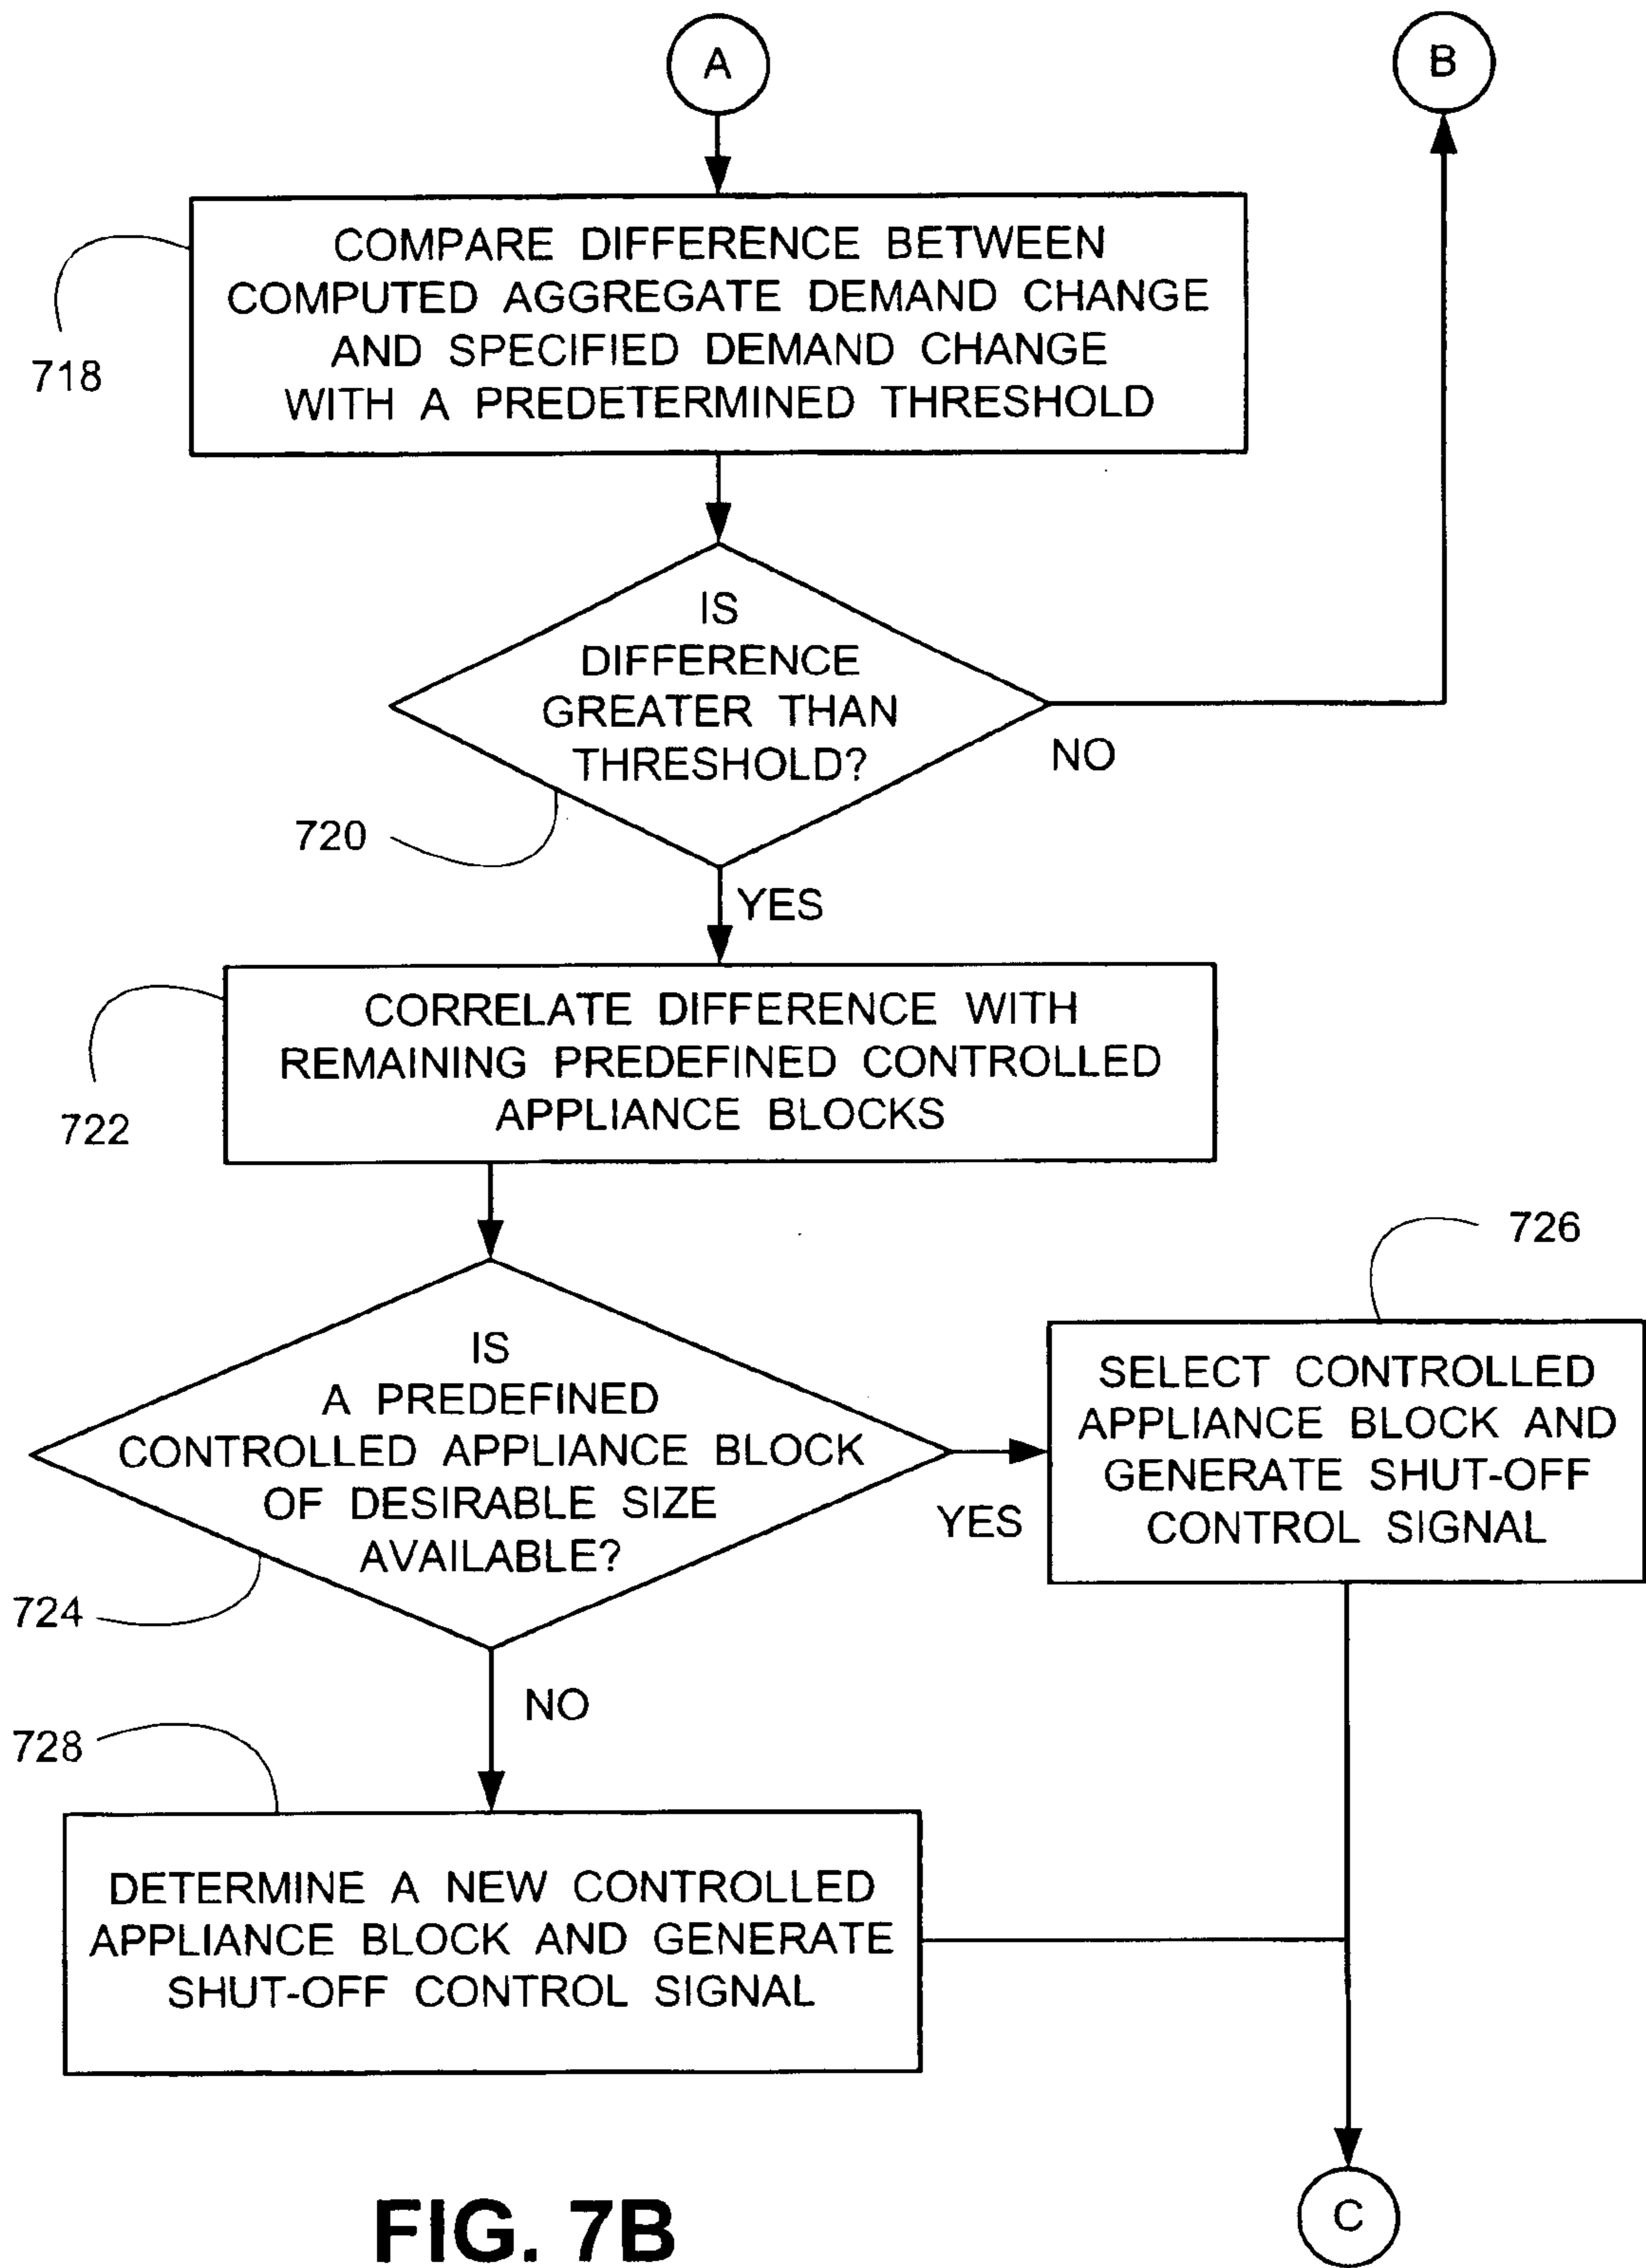 A
B
COMPARE DIFFERENCE BETWEEN
COMPUTED AGGREGATE DEMAND CHANGE
AND SPECIFIED DEMAND CHANGE
WITH A PREDETERMINED THRESHOLD
718
IS
DIFFERENCE
GREATER THAN
THRESHOLD?
NO
720
YES
CORRELATE DIFFERENCE WITH
REMAINING PREDEFINED CONTROLLED
APPLIANCE BLOCKS
722
726
IS
A PREDEFINED
CONTROLLED APPLIANCE BLOCK
OF DESIRABLE SIZE
AVAILABLE?
YES
SELECT CONTROLLED
APPLIANCE BLOCK AND
GENERATE SHUT-OFF
CONTROL SIGNAL
724
NO
728
DETERMINE A NEW CONTROLLED
APPLIANCE BLOCK AND GENERATE
SHUT-OFF CONTROL SIGNAL
C
FIG. 7B